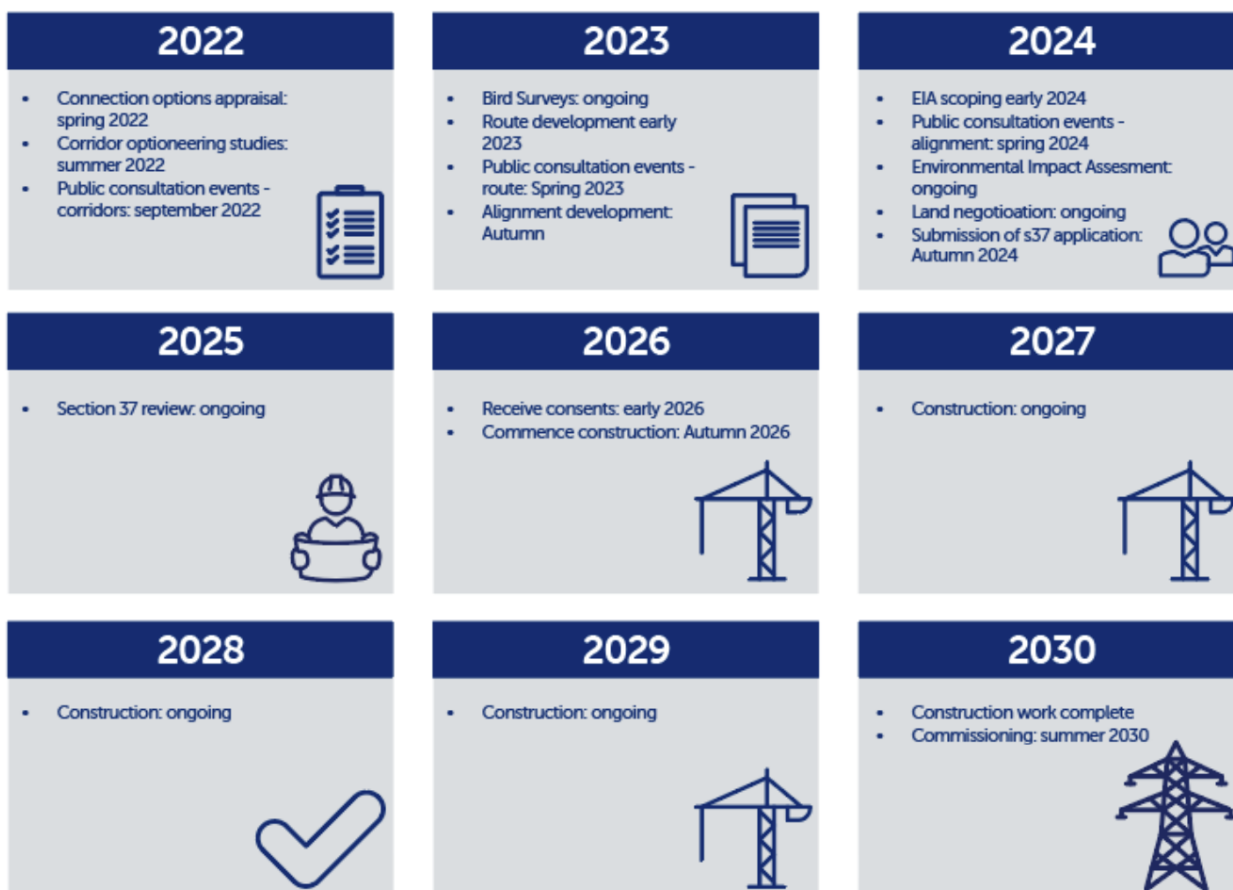 2022
• Connection options appraisal:
spring 2022
• Corridor optioneering studies:
summer 2022
• Public consultation events -
corridors: september 2022
2023
• Bird Surveys: ongoing
• Route development early
2023
• Public consultation events -
route: Spring 2023
• Alignment development:
Autumn
2024
• EIA scoping early 2024
• Public consultation events -
alignment: spring 2024
• Environmental Impact Assesment:
ongoing
• Land negotioation: ongoing
• Submission of s37 application:
Autumn 2024
2025
• Section 37 review: ongoing
2026
• Receive consents: early 2026
• Commence construction: Autumn 2026
2027
• Construction: ongoing
2028
• Construction: ongoing
2029
• Construction: ongoing
2030
• Construction work complete
• Commissioning: summer 2030